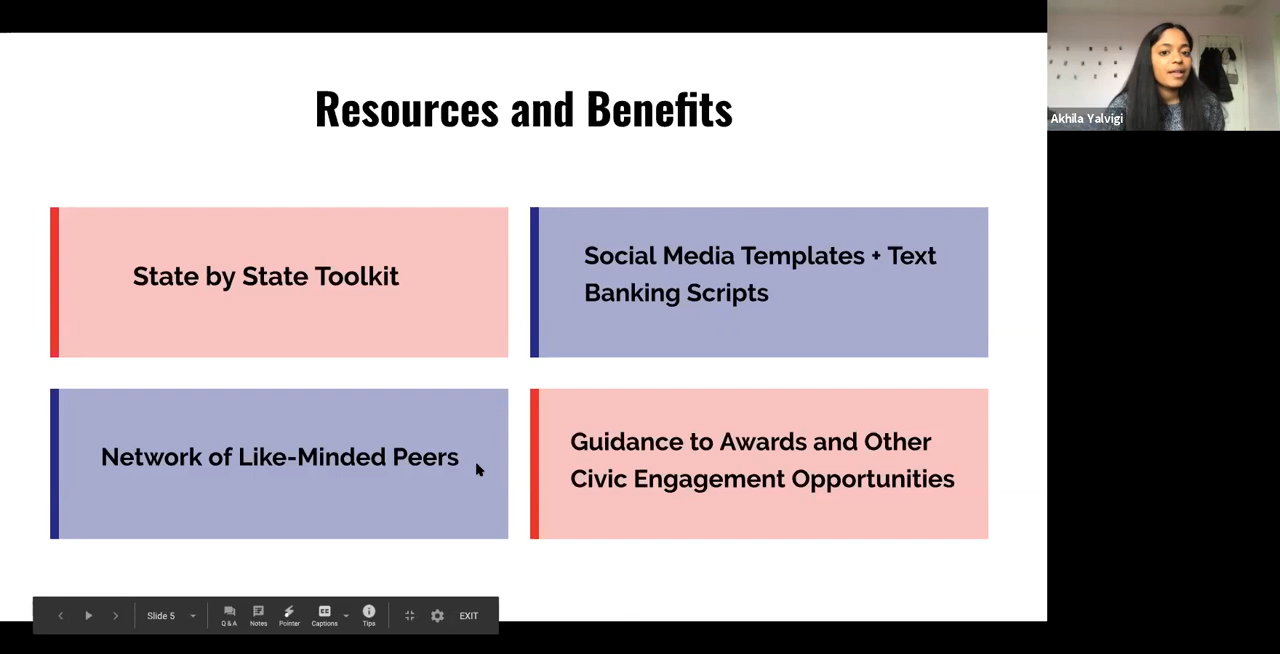 Resources and Benefits
Akhila Yalvigi
State by State Toolkit
Social Media Templates + Text
Banking Scripts
Network of Like-Minded Peers
Guidance to Awards and Other
Civic Engagement Opportunities
Slide 5
Q & A
Notes
Pointer
CC
Captions
Tips
EXIT